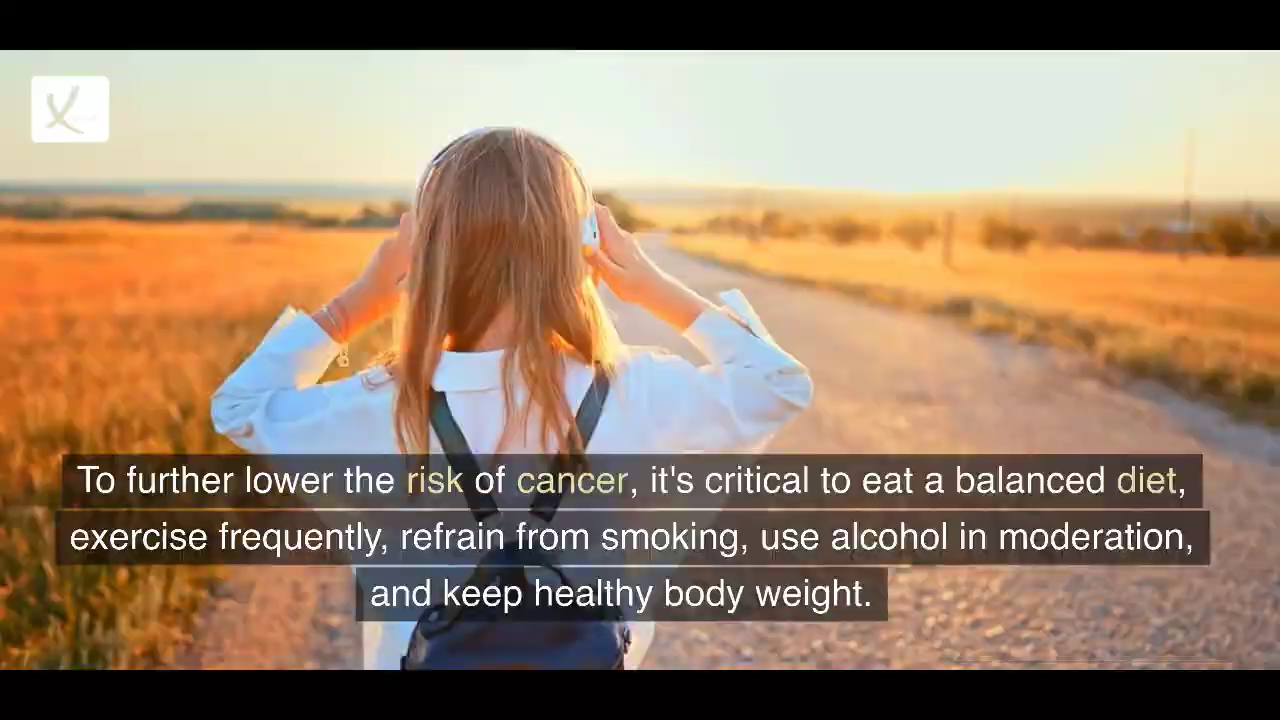 To further lower the risk of cancer, it's critical to eat a balanced diet,
exercise frequently, refrain from smoking, use alcohol in moderation,
and keep healthy body weight.